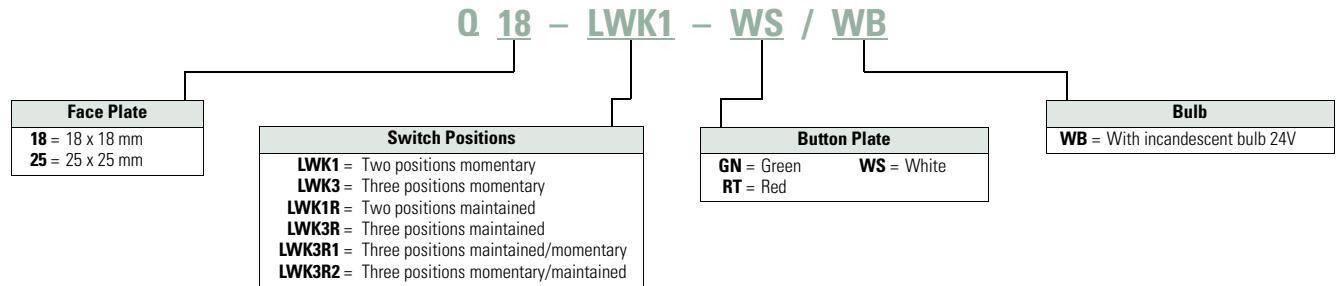 Q 18 – LWK1 – WS / WB
Face Plate
18 = 18 x 18 mm
25 = 25 x 25 mm
Switch Positions
LWK1 = Two positions momentary
LWK3 = Three positions momentary
LWK1R = Two positions maintained
LWK3R = Three positions maintained
LWK3R1 = Three positions maintained/momentary
LWK3R2 = Three positions momentary/maintained
Button Plate
GN = Green WS = White
RT = Red
Bulb
WB = With incandescent bulb 24V